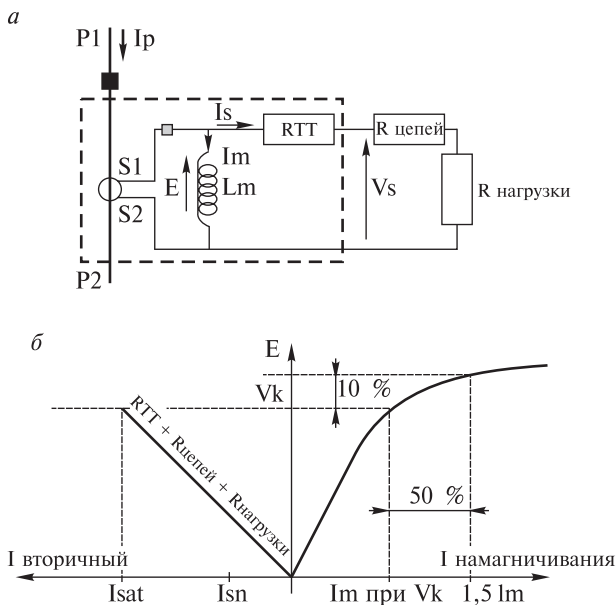 а
P1
Ip
Is
RTT
R цепей
S1
Im
E
Lm
Vs
R нагрузки
S2
P2
б
E
Vk
10 %
RTT + Rцепей + Rнагрузки
50 %
I вторичный
I намагничивания
Isat
Isn
Im при Vk
1,5 lm